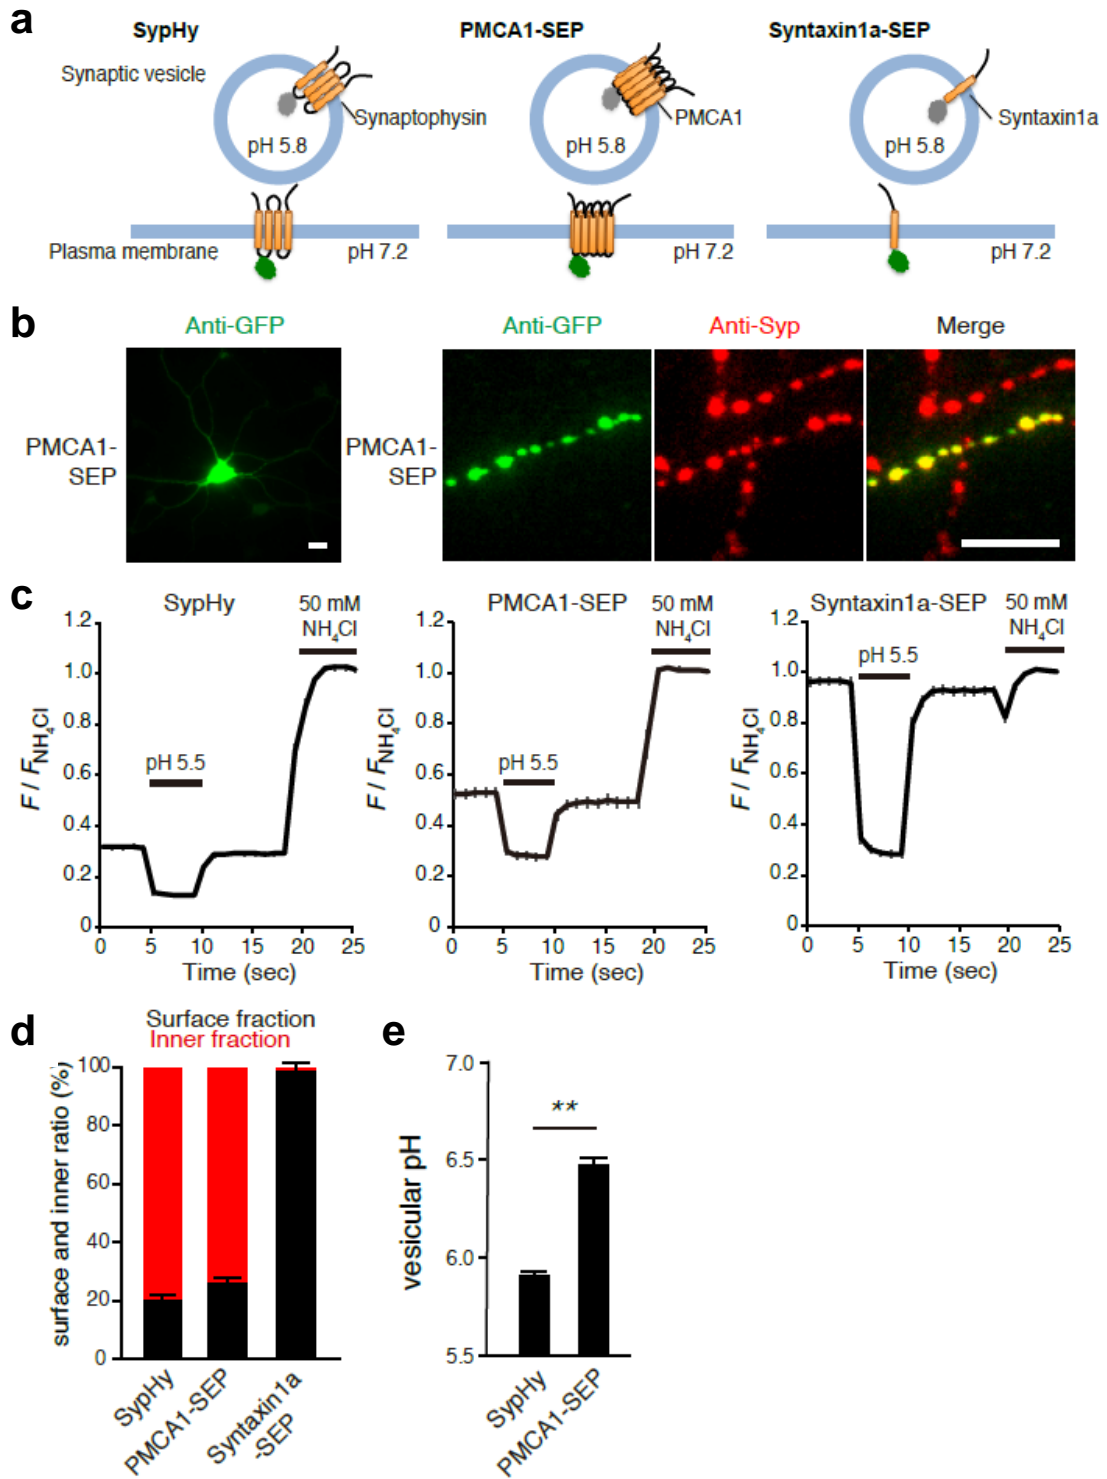 a
SypHy
PMCA1-SEP
Syntaxin1a-SEP
Synaptic vesicle
Synaptophysin
PMCA1
Syntaxin1a
pH 5.8
pH 5.8
pH 5.8
Plasma membrane
pH 7.2
pH 7.2
pH 7.2
b
Anti-GFP
Anti-GFP
Anti-Syp
Merge
PMCA1-
SEP
PMCA1-
SEP
c
SypHy
50 mM
NH4Cl
pH 5.5
F / FNH4Cl
1.2
1.0
0.8
0.6
0.4
0.2
0
0 5 10 15 20 25
Time (sec)
PMCA1-SEP
50 mM
NH4Cl
pH 5.5
F / FNH4Cl
1.2
1.0
0.8
0.6
0.4
0.2
0
0 5 10 15 20 25
Time (sec)
Syntaxin1a-SEP
50 mM
NH4Cl
pH 5.5
F / FNH4Cl
1.2
1.0
0.8
0.6
0.4
0.2
0
0 5 10 15 20 25
Time (sec)
d
Surface fraction
Inner fraction
surface and inner ratio (%)
100
80
60
40
20
0
SypHy
PMCA1-SEP
Syntaxin1a
-SEP
e
vesicular pH
7.0
6.5
6.0
5.5
**
SypHy
PMCA1-SEP